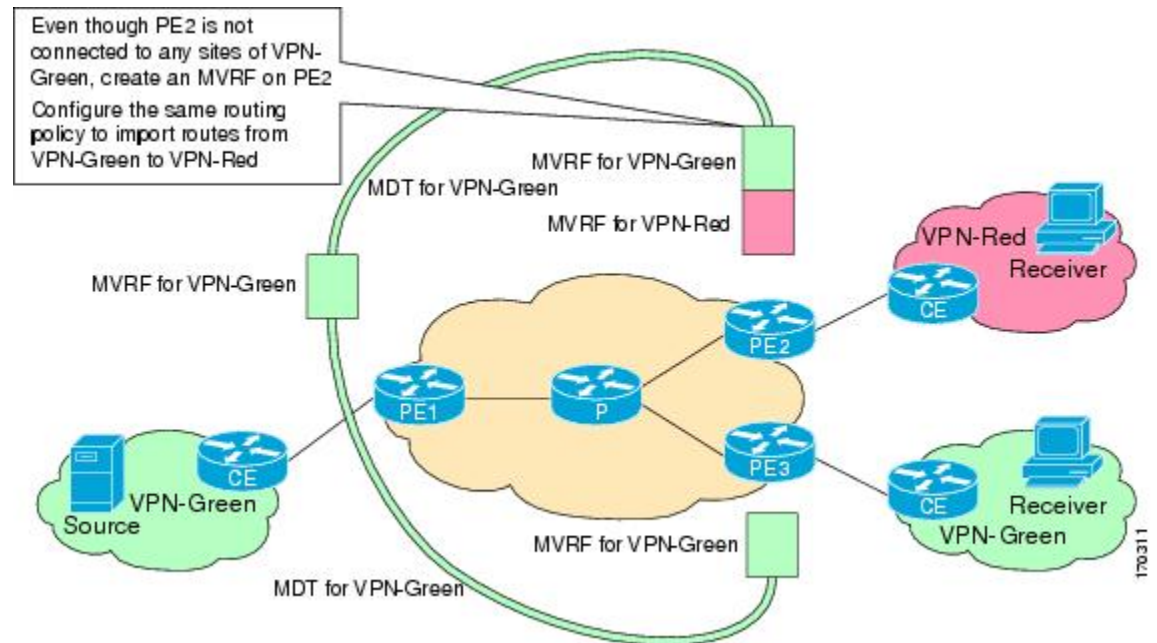 Even though PE2 is not
connected to any sites of VPN-
Green, create an MVRF on PE2
Configure the same routing
policy to import routes from
VPN-Green to VPN-Red
MVRF for VPN-Green
MDT for VPN-Green
MVRF for VPN-Red
VPN-Red
Receiver
MVRF for VPN-Green
CE
PE2
PE1
P
PE3
CE
VPN-Green
Source
CE
Receiver
VPN-Green
MVRF for VPN-Green
MDT for VPN-Green
170311